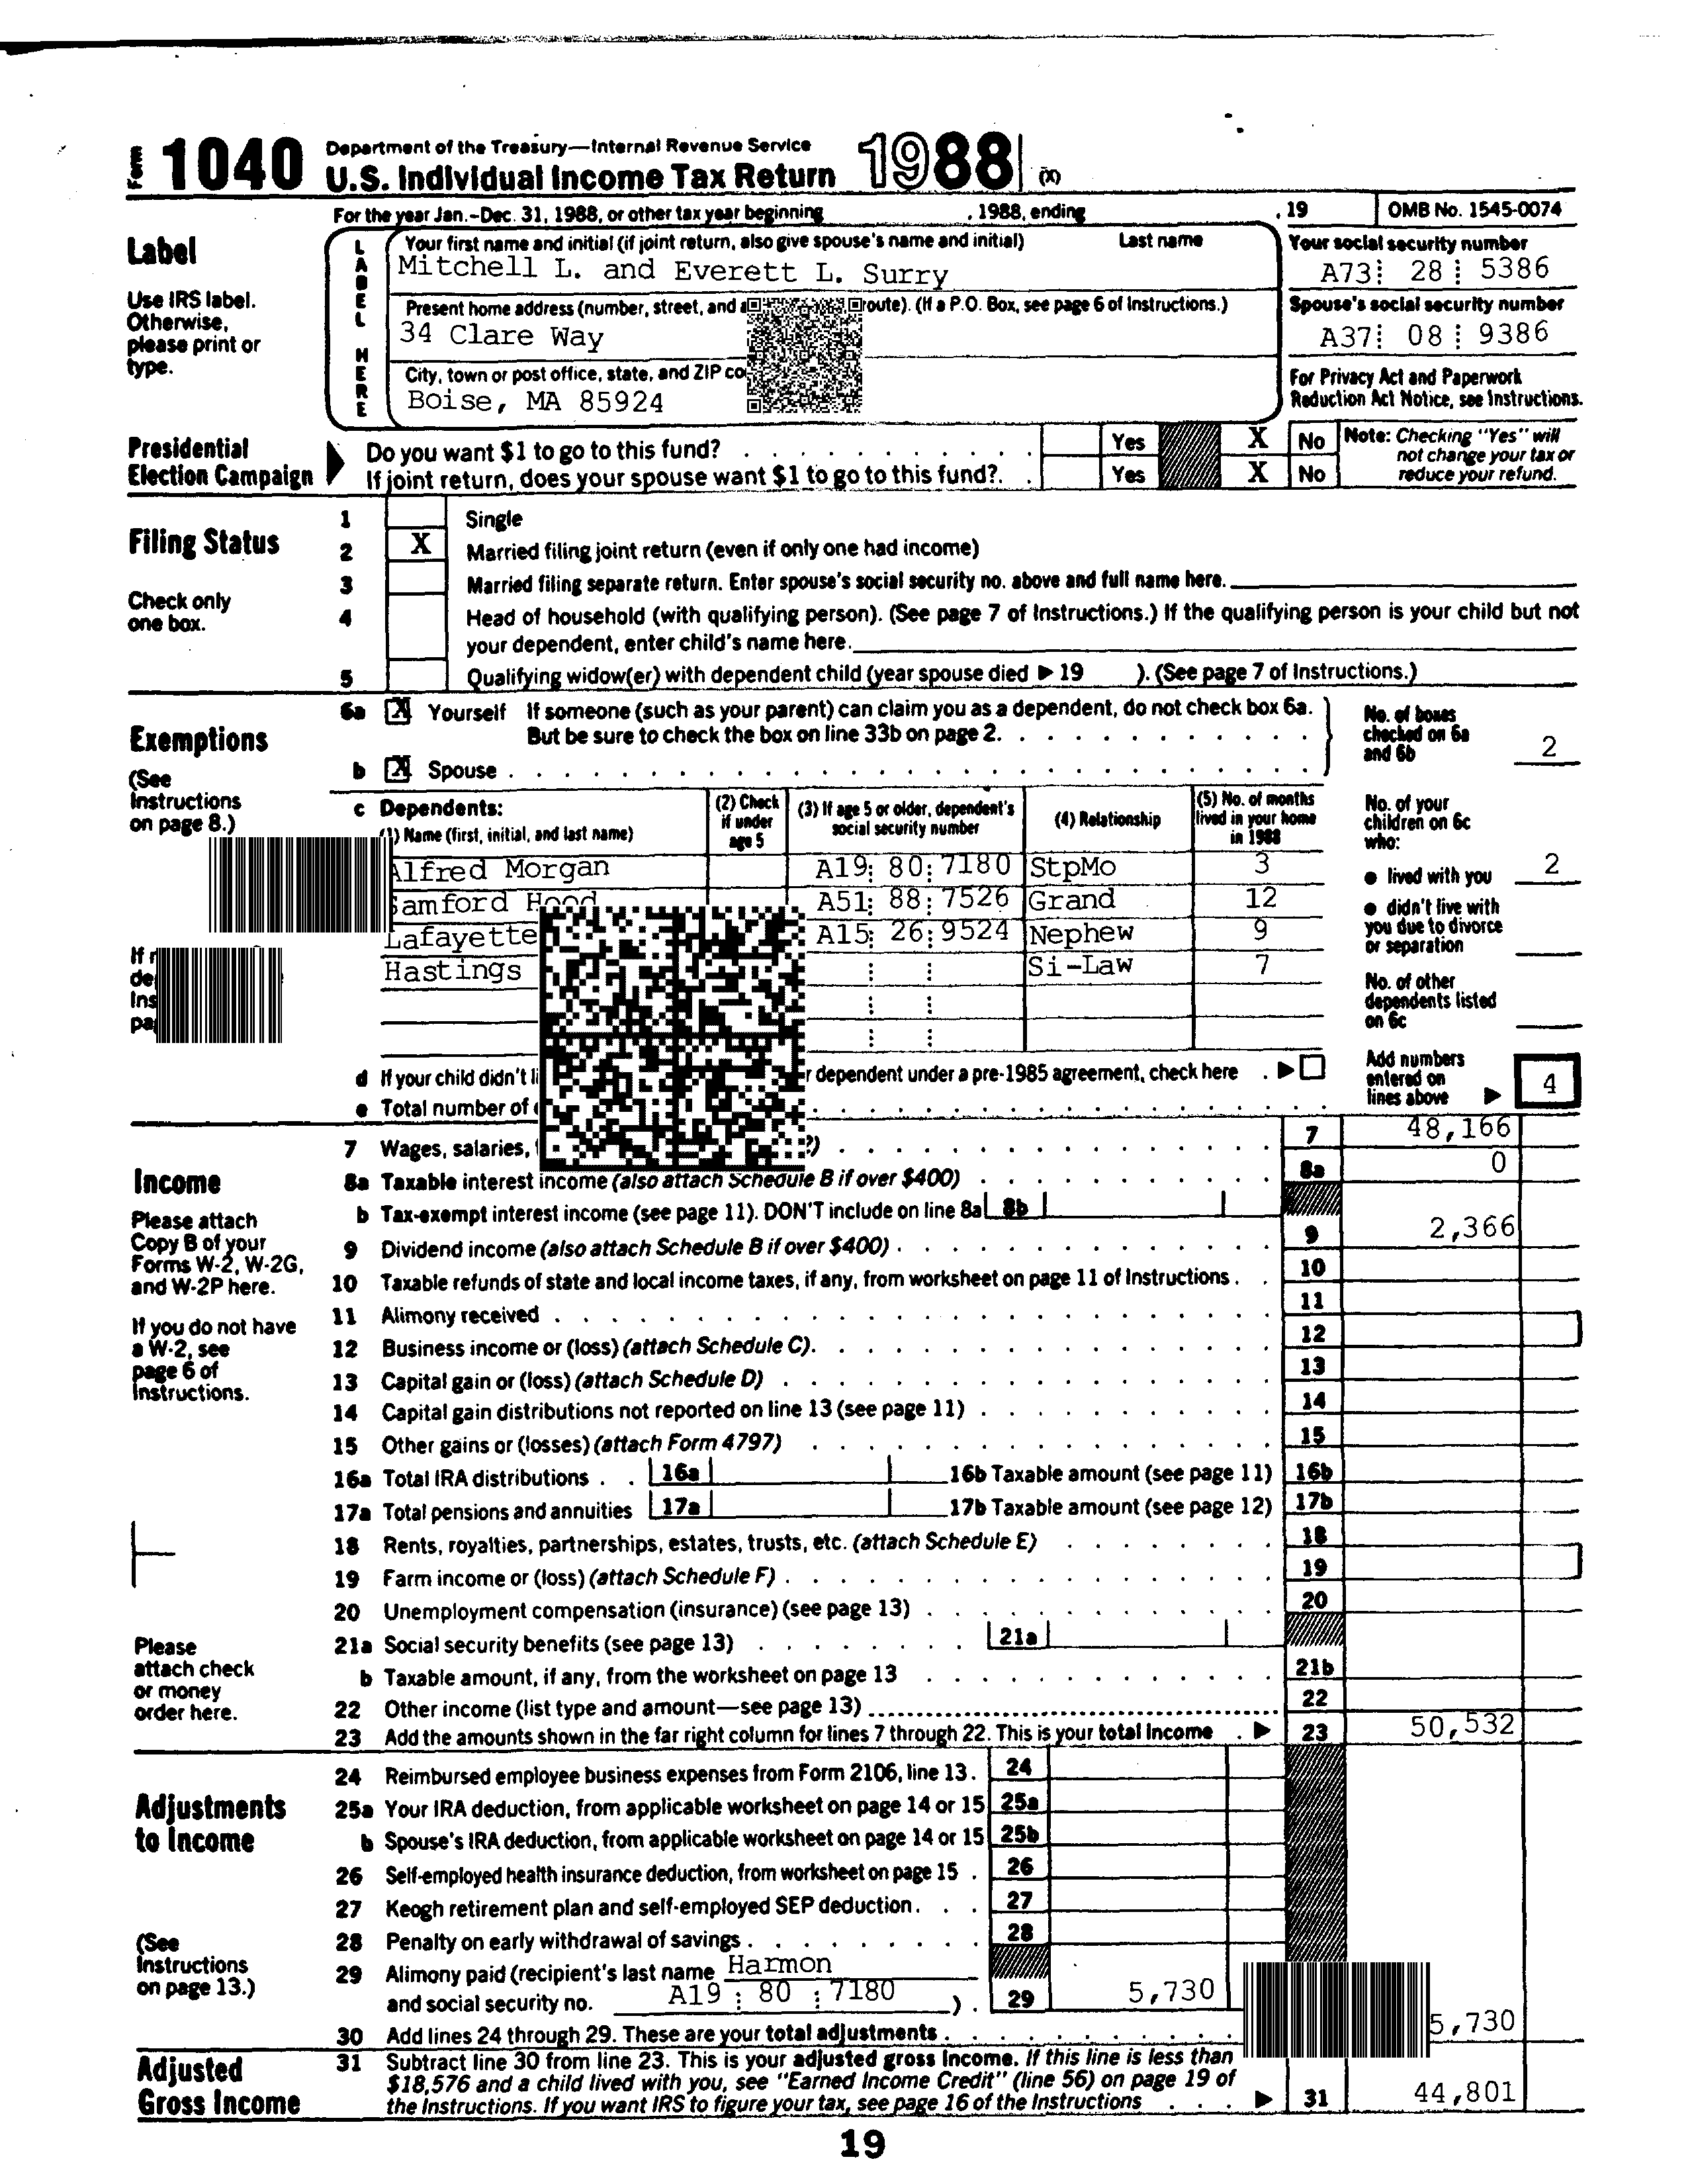 Form 1040 Department of the Treasury—Internal Revenue Service
U.S. Individual Income Tax Return 1988 (X)
For the year Jan.-Dec. 31, 1988, or other tax year beginning , 1988, ending , 19 OMB No. 1545-0074
Label
Use IRS label.
Otherwise,
please print or
type.
LABEL HERE
Your first name and initial (if joint return, also give spouse's name and initial) Last name
Mitchell L. and Everett L. Surry
Your social security number
A73 28 5386
Present home address (number, street, and route). (If a P.O. Box, see page 6 of Instructions.)
34 Clare Way
Spouse's social security number
A37 08 9386
City, town or post office, state, and ZIP
Boise, MA 85924
For Privacy Act and Paperwork
Reduction Act Notice, see Instructions.
Presidential
Election Campaign
Do you want $1 to go to this fund? Yes X No
If joint return, does your spouse want $1 to go to this fund? Yes X No
Note: Checking "Yes" will
not change your tax or
reduce your refund.
Filing Status
Check only
one box.
1 Single
2 X Married filing joint return (even if only one had income)
3 Married filing separate return. Enter spouse's social security no. above and full name here.
4 Head of household (with qualifying person). (See page 7 of Instructions.) If the qualifying person is your child but not
your dependent, enter child's name here.
5 Qualifying widow(er) with dependent child (year spouse died ▶ 19 ). (See page 7 of Instructions.)
Exemptions
(See
Instructions
on page 8.)
6a X Yourself If someone (such as your parent) can claim you as a dependent, do not check box 6a.
But be sure to check the box on line 33b on page 2.
b X Spouse
No. of boxes
checked on 6a
and 6b 2
c Dependents:
(1) Name (first, initial, and last name)
(2) Check
if under
age 5
(3) If age 5 or older, dependent's
social security number
(4) Relationship
(5) No. of months
lived in your home
in 1988
Alfred Morgan A19 80 7180 StpMo 3
Samford Hood A51 88 7526 Grand 12
Lafayette A15 26 9524 Nephew 9
Hastings Si-Law 7
No. of your
children on 6c
who:
● lived with you 2
● didn't live with
you due to divorce
or separation
No. of other
dependents listed
on 6c
Add numbers
entered on
lines above ▶ 4
d If your child didn't dependent under a pre-1985 agreement, check here ▶
e Total number of
Income
Please attach
Copy B of your
Forms W-2, W-2G,
and W-2P here.
If you do not have
a W-2, see
page 6 of
Instructions.
Please
attach check
or money
order here.
7 Wages, salaries, 7 48,166
8a Taxable interest income (also attach Schedule B if over $400) 8a 0
b Tax-exempt interest income (see page 11). DON'T include on line 8a 8b
9 Dividend income (also attach Schedule B if over $400) 9 2,366
10 Taxable refunds of state and local income taxes, if any, from worksheet on page 11 of Instructions 10
11 Alimony received 11
12 Business income or (loss) (attach Schedule C) 12
13 Capital gain or (loss) (attach Schedule D) 13
14 Capital gain distributions not reported on line 13 (see page 11) 14
15 Other gains or (losses) (attach Form 4797) 15
16a Total IRA distributions 16a 16b Taxable amount (see page 11) 16b
17a Total pensions and annuities 17a 17b Taxable amount (see page 12) 17b
18 Rents, royalties, partnerships, estates, trusts, etc. (attach Schedule E) 18
19 Farm income or (loss) (attach Schedule F) 19
20 Unemployment compensation (insurance) (see page 13) 20
21a Social security benefits (see page 13) 21a
b Taxable amount, if any, from the worksheet on page 13 21b
22 Other income (list type and amount—see page 13) 22
23 Add the amounts shown in the far right column for lines 7 through 22. This is your total income ▶ 23 50,532
Adjustments
to Income
(See
Instructions
on page 13.)
24 Reimbursed employee business expenses from Form 2106, line 13. 24
25a Your IRA deduction, from applicable worksheet on page 14 or 15 25a
b Spouse's IRA deduction, from applicable worksheet on page 14 or 15 25b
26 Self-employed health insurance deduction, from worksheet on page 15 26
27 Keogh retirement plan and self-employed SEP deduction 27
28 Penalty on early withdrawal of savings 28
29 Alimony paid (recipient's last name Harmon
and social security no. A19 80 7180 ). 29 5,730
30 Add lines 24 through 29. These are your total adjustments 5,730
Adjusted
Gross Income
31 Subtract line 30 from line 23. This is your adjusted gross income. If this line is less than
$18,576 and a child lived with you, see "Earned Income Credit" (line 56) on page 19 of
the Instructions. If you want IRS to figure your tax, see page 16 of the Instructions ▶ 31 44,801
19